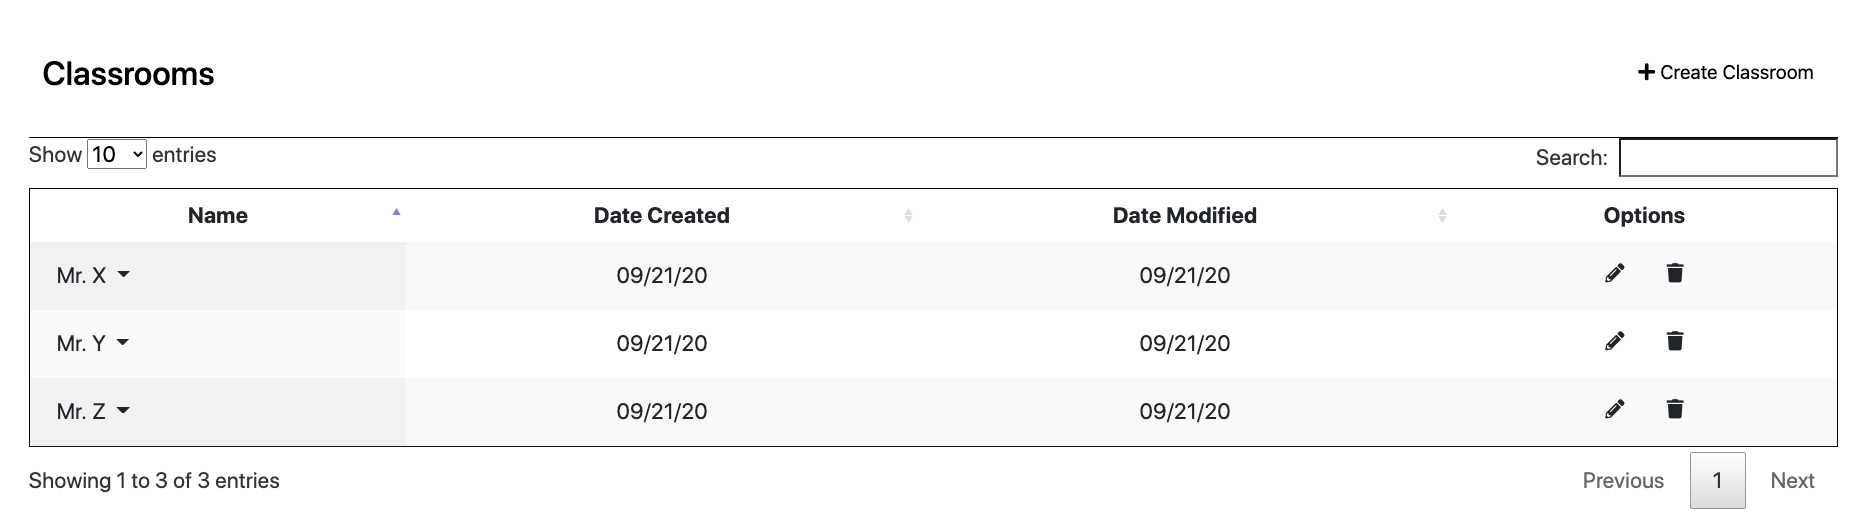 Classrooms
Create Classroom
Show 10 entries
Search:
Name Date Created Date Modified Options
Mr. X 09/21/20 09/21/20
Mr. Y 09/21/20 09/21/20
Mr. Z 09/21/20 09/21/20
Showing 1 to 3 of 3 entries
Previous 1 Next